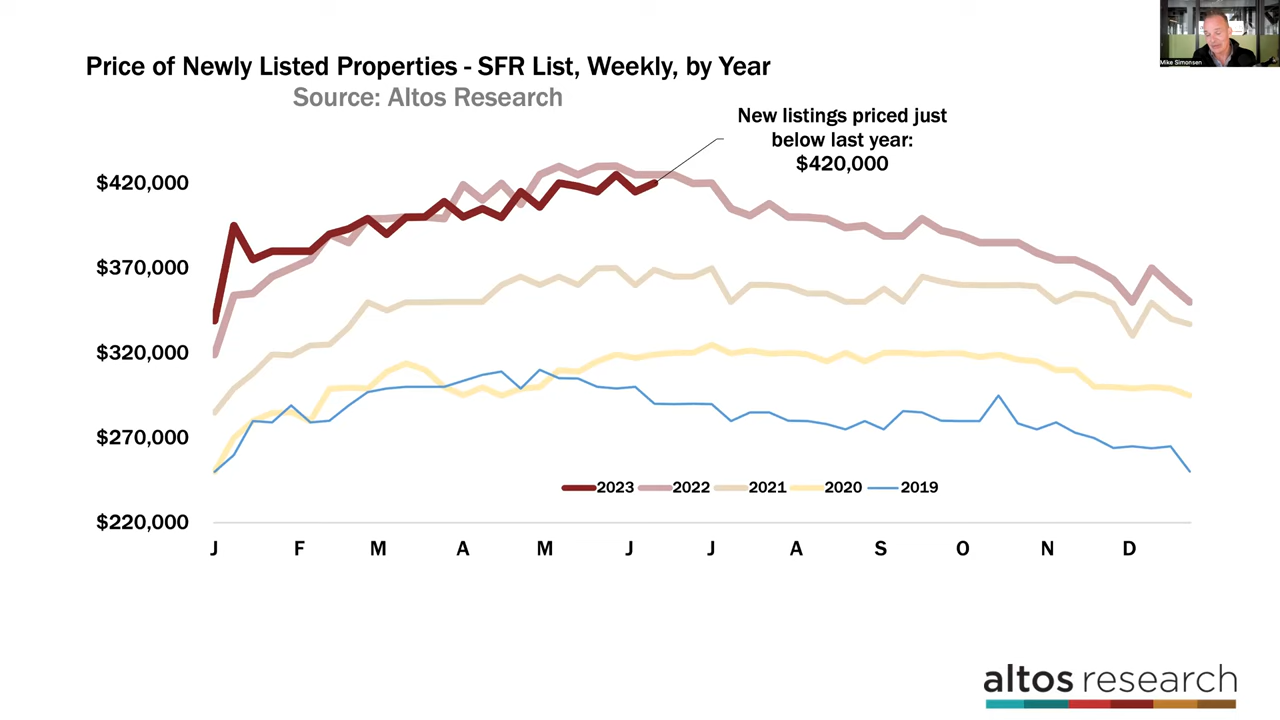 Mike Simonsen
Price of Newly Listed Properties - SFR List, Weekly, by Year
Source: Altos Research
New listings priced just
below last year:
$420,000
$420,000
$370,000
$320,000
$270,000
$220,000
2023 2022 2021 2020 2019
J F M A M J J A S O N D
altos research